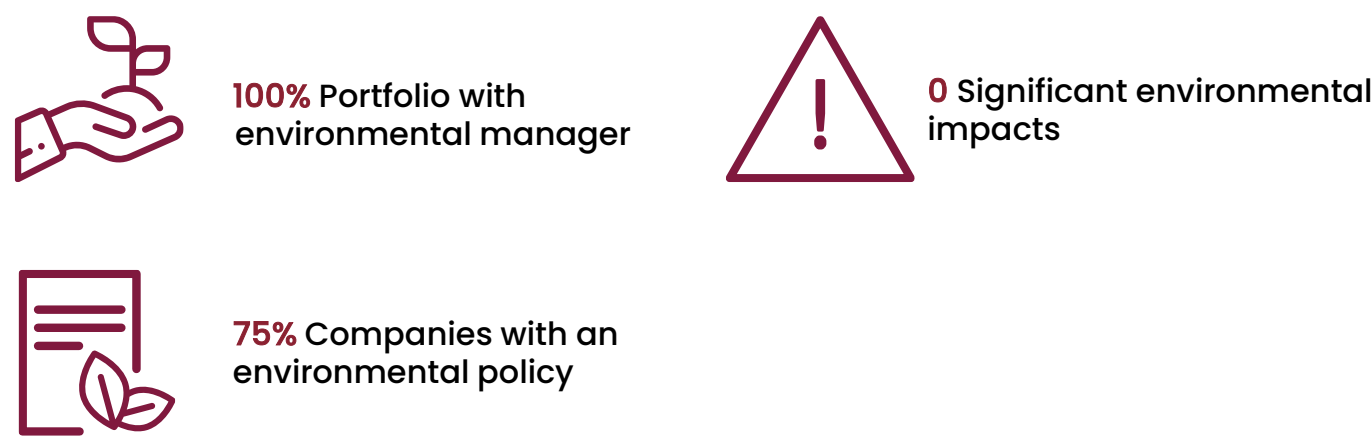 100% Portfolio with
environmental manager
0 Significant environmental
impacts
75% Companies with an
environmental policy